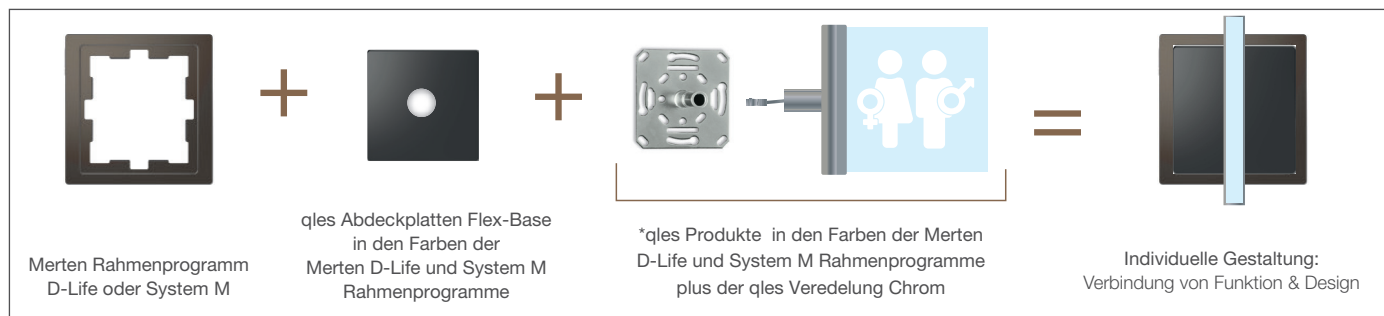 Merten Rahmenprogramm
D-Life oder System M
qles Abdeckplatten Flex-Base
in den Farben der
Merten D-Life und System M
Rahmenprogramme
*qles Produkte in den Farben der Merten
D-Life und System M Rahmenprogramme
plus der qles Veredelung Chrom
Individuelle Gestaltung:
Verbindung von Funktion & Design